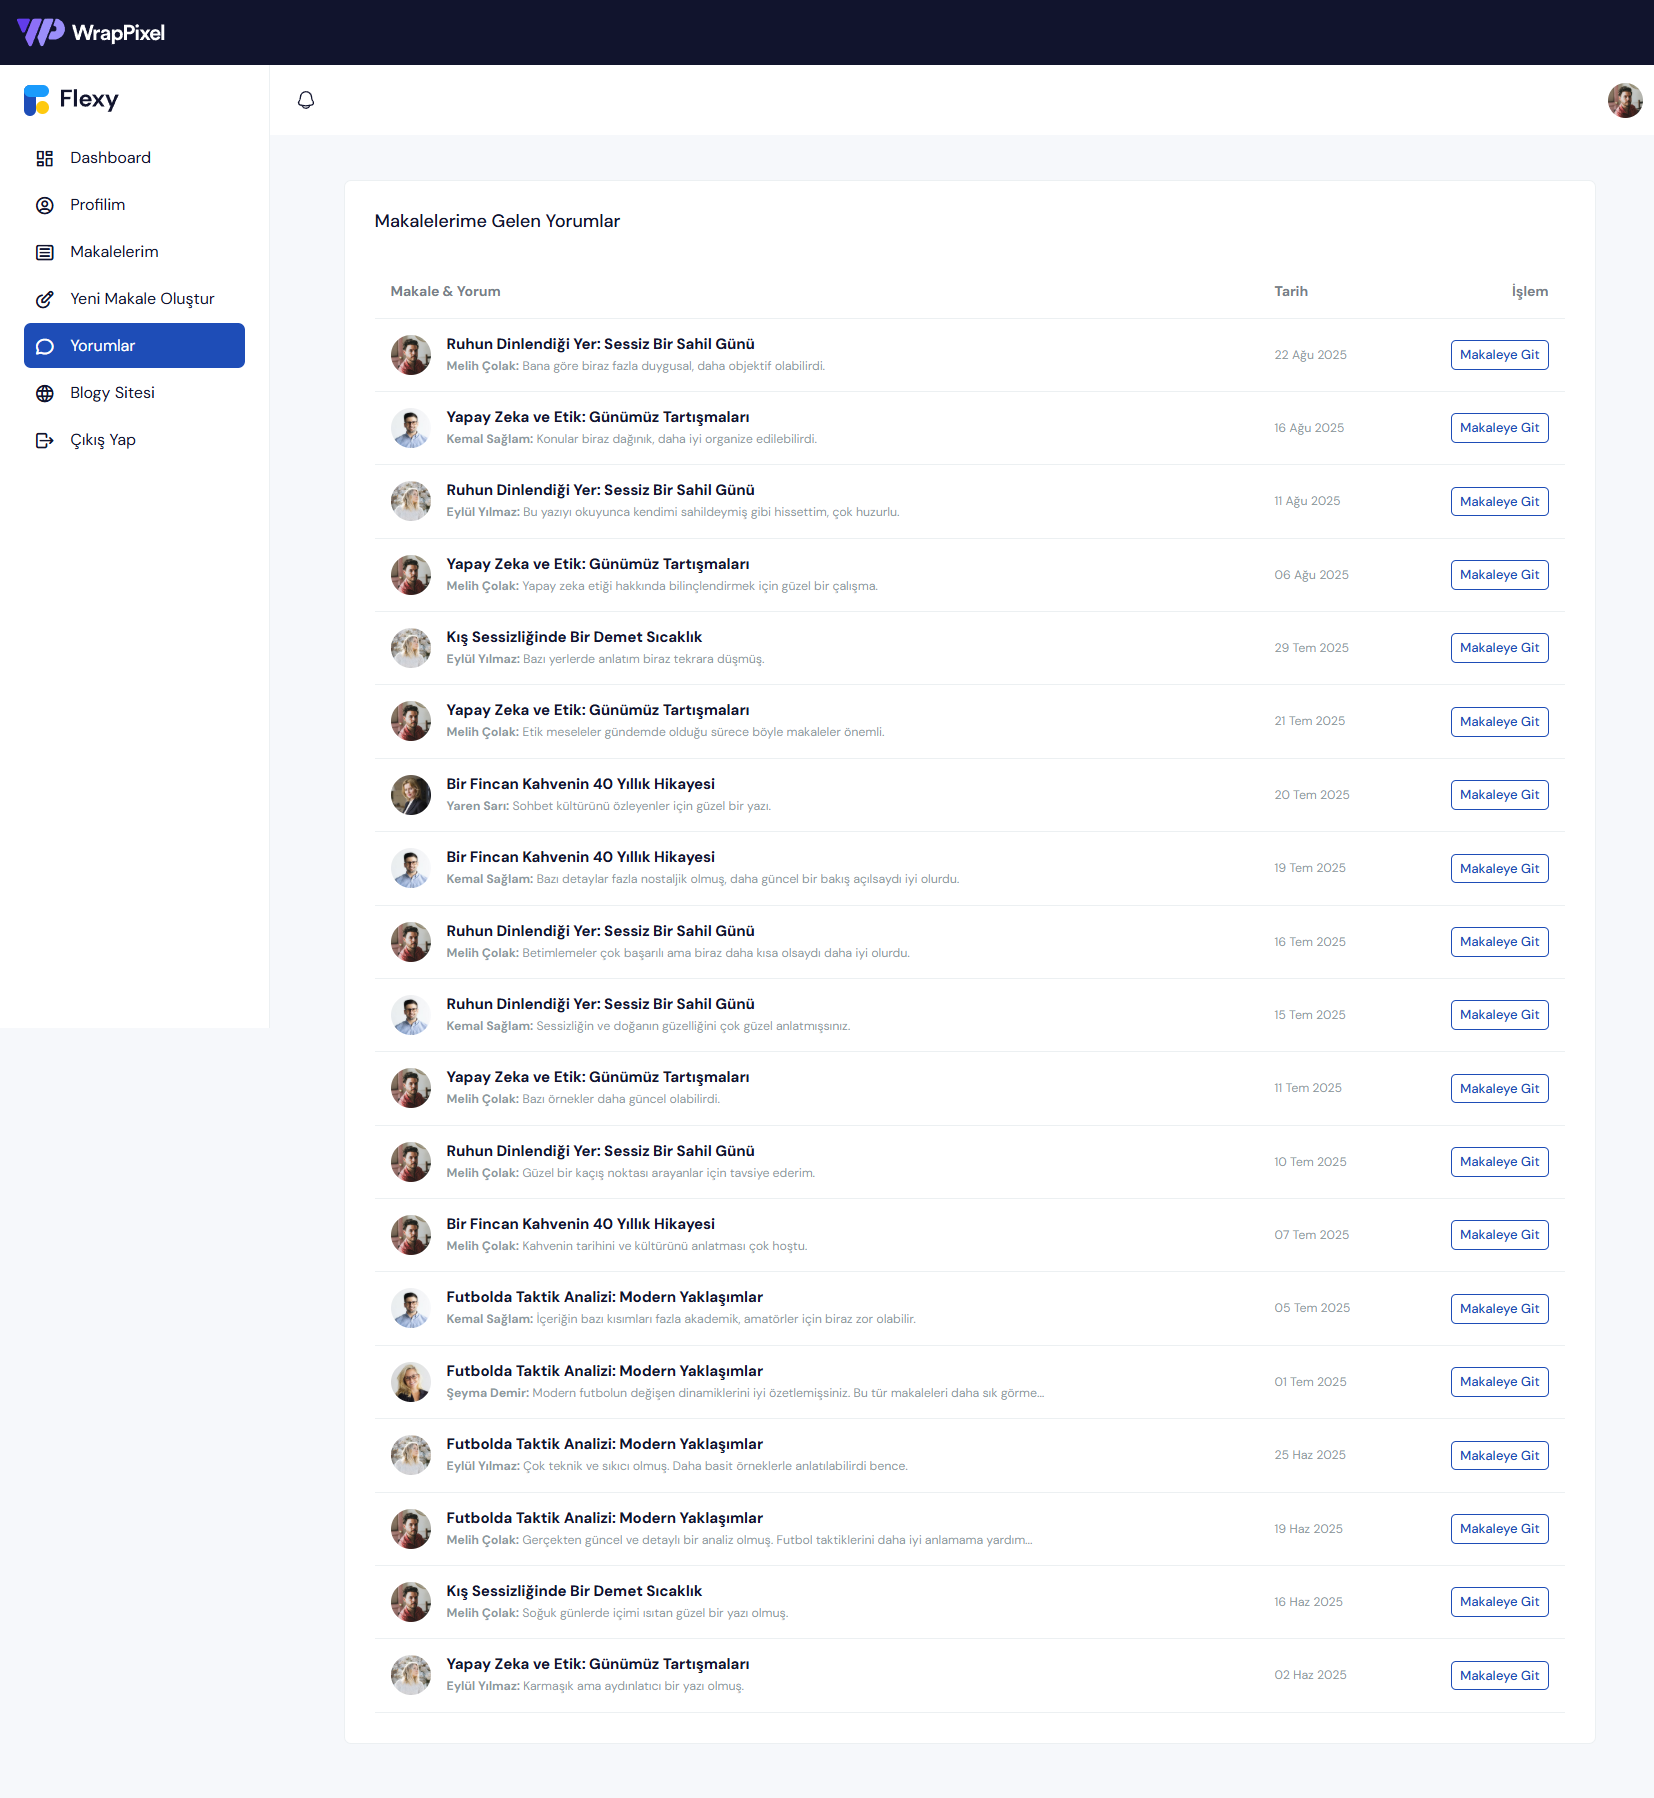 WrapPixel
Flexy
Dashboard
Profilim
Makalelerim
Yeni Makale Oluştur
Yorumlar
Blogy Sitesi
Çıkış Yap
Makalelerime Gelen Yorumlar
Makale & Yorum Tarih İşlem
Ruhun Dinlendiği Yer: Sessiz Bir Sahil Günü
Melih Çolak: Bana göre biraz fazla duygusal, daha objektif olabilirdi.
22 Ağu 2025
Makaleye Git
Yapay Zeka ve Etik: Günümüz Tartışmaları
Kemal Sağlam: Konular biraz dağınık, daha iyi organize edilebilirdi.
16 Ağu 2025
Makaleye Git
Ruhun Dinlendiği Yer: Sessiz Bir Sahil Günü
Eylül Yılmaz: Bu yazıyı okuyunca kendimi sahildeymiş gibi hissettim, çok huzurlu.
11 Ağu 2025
Makaleye Git
Yapay Zeka ve Etik: Günümüz Tartışmaları
Melih Çolak: Yapay zeka etiği hakkında bilinçlendirmek için güzel bir çalışma.
06 Ağu 2025
Makaleye Git
Kış Sessizliğinde Bir Demet Sıcaklık
Eylül Yılmaz: Bazı yerlerde anlatım biraz tekrara düşmüş.
29 Tem 2025
Makaleye Git
Yapay Zeka ve Etik: Günümüz Tartışmaları
Melih Çolak: Etik meseleler gündemde olduğu sürece böyle makaleler önemli.
21 Tem 2025
Makaleye Git
Bir Fincan Kahvenin 40 Yıllık Hikayesi
Yaren Sarı: Sohbet kültürünü özleyenler için güzel bir yazı.
20 Tem 2025
Makaleye Git
Bir Fincan Kahvenin 40 Yıllık Hikayesi
Kemal Sağlam: Bazı detaylar fazla nostaljik olmuş, daha güncel bir bakış açılsaydı iyi olurdu.
19 Tem 2025
Makaleye Git
Ruhun Dinlendiği Yer: Sessiz Bir Sahil Günü
Melih Çolak: Betimlemeler çok başarılı ama biraz daha kısa olsaydı daha iyi olurdu.
16 Tem 2025
Makaleye Git
Ruhun Dinlendiği Yer: Sessiz Bir Sahil Günü
Kemal Sağlam: Sessizliğin ve doğanın güzelliğini çok güzel anlatmışsınız.
15 Tem 2025
Makaleye Git
Yapay Zeka ve Etik: Günümüz Tartışmaları
Melih Çolak: Bazı örnekler daha güncel olabilirdi.
11 Tem 2025
Makaleye Git
Ruhun Dinlendiği Yer: Sessiz Bir Sahil Günü
Melih Çolak: Güzel bir kaçış noktası arayanlar için tavsiye ederim.
10 Tem 2025
Makaleye Git
Bir Fincan Kahvenin 40 Yıllık Hikayesi
Melih Çolak: Kahvenin tarihini ve kültürünü anlatması çok hoştu.
07 Tem 2025
Makaleye Git
Futbolda Taktik Analizi: Modern Yaklaşımlar
Kemal Sağlam: İçeriğin bazı kısımları fazla akademik, amatörler için biraz zor olabilir.
05 Tem 2025
Makaleye Git
Futbolda Taktik Analizi: Modern Yaklaşımlar
Şeyma Demir: Modern futbolun değişen dinamiklerini iyi özetlemişsiniz. Bu tür makaleleri daha sık görme...
01 Tem 2025
Makaleye Git
Futbolda Taktik Analizi: Modern Yaklaşımlar
Eylül Yılmaz: Çok teknik ve sıkıcı olmuş. Daha basit örneklerle anlatılabilirdi bence.
25 Haz 2025
Makaleye Git
Futbolda Taktik Analizi: Modern Yaklaşımlar
Melih Çolak: Gerçekten güncel ve detaylı bir analiz olmuş. Futbol taktiklerini daha iyi anlamama yardım...
19 Haz 2025
Makaleye Git
Kış Sessizliğinde Bir Demet Sıcaklık
Melih Çolak: Soğuk günlerde içimi ısıtan güzel bir yazı olmuş.
16 Haz 2025
Makaleye Git
Yapay Zeka ve Etik: Günümüz Tartışmaları
Eylül Yılmaz: Karmaşık ama aydınlatıcı bir yazı olmuş.
02 Haz 2025
Makaleye Git